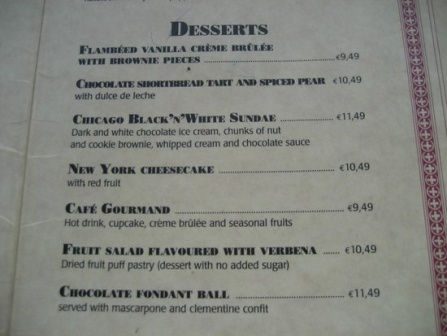 DESSERTS
FLAMBÉED VANILLA CRÈME BRÛLÉE
WITH BROWNIE PIECES €9,49
CHOCOLATE SHORTBREAD TART AND SPICED PEAR €10,49
with dulce de leche
CHICAGO BLACK'N'WHITE SUNDAE €11,49
Dark and white chocolate ice cream, chunks of nut
and cookie brownie, whipped cream and chocolate sauce
NEW YORK CHEESECAKE €10,49
with red fruit
CAFÉ GOURMAND €9,49
Hot drink, cupcake, crème brûlée and seasonal fruits
FRUIT SALAD FLAVOURED WITH VERBENA €10,49
Dried fruit puff pastry (dessert with no added sugar)
CHOCOLATE FONDANT BALL €11,49
served with mascarpone and clementine confit